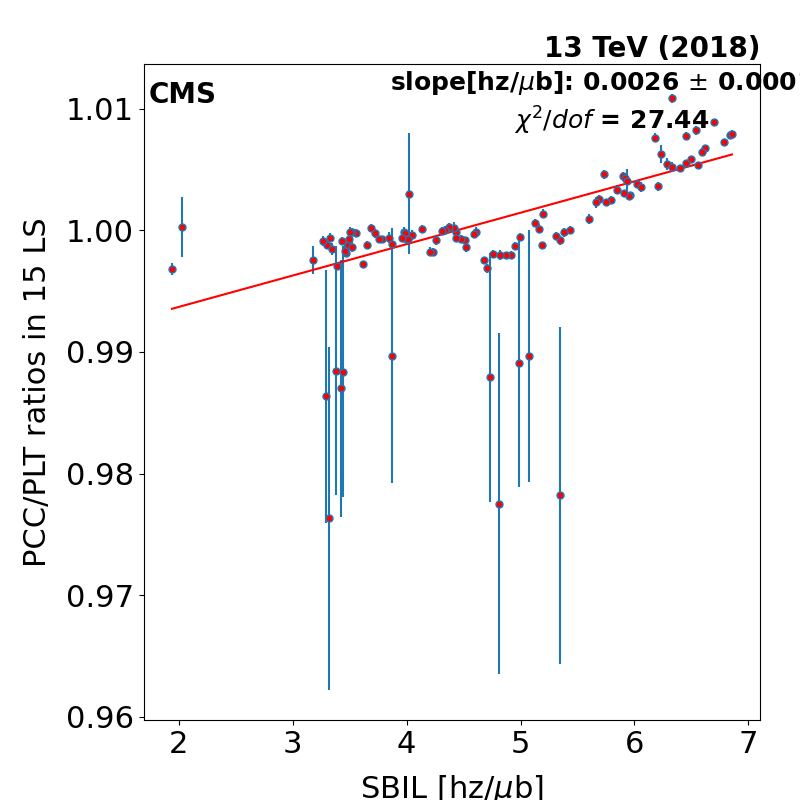 13 TeV (2018)
CMS
slope[hz/μb]: 0.0026 ± 0.000
χ²/dof = 27.44
1.01
1.00
0.99
0.98
0.97
0.96
PCC/PLT ratios in 15 LS
2 3 4 5 6 7
SBIL [hz/μb]